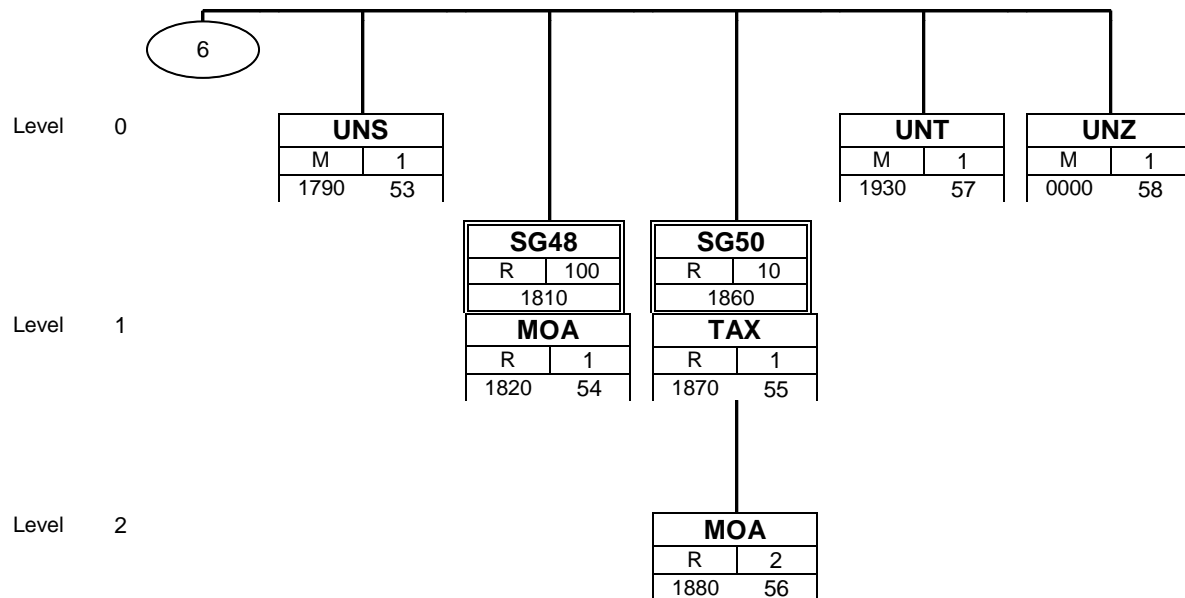 6
Level 0
UNS UNT UNZ
M 1 M 1 M 1
1790 53 1930 57 0000 58
SG48 SG50
R 100 R 10
1810 1860
Level 1
MOA TAX
R 1 R 1
1820 54 1870 55
Level 2
MOA
R 2
1880 56